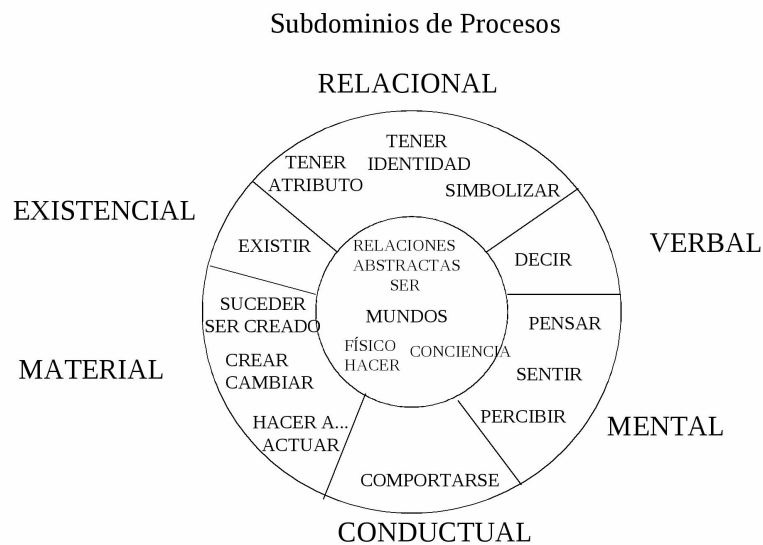 Subdominios de Procesos
RELACIONAL
TENER
IDENTIDAD
TENER
ATRIBUTO
SIMBOLIZAR
EXISTENCIAL
EXISTIR
VERBAL
DECIR
RELACIONES
ABSTRACTAS
SER
MUNDOS
FÍSICO
HACER
CONCIENCIA
SUCEDER
SER CREADO
CREAR
CAMBIAR
HACER A...
ACTUAR
MATERIAL
PENSAR
SENTIR
PERCIBIR
MENTAL
COMPORTARSE
CONDUCTUAL